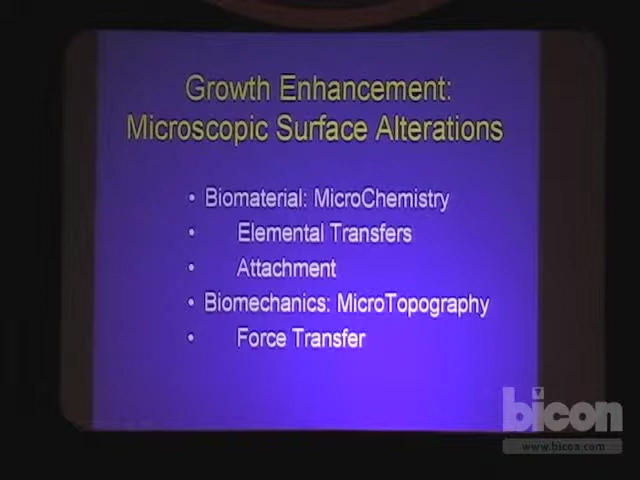 Growth Enhancement:
Microscopic Surface Alterations
• Biomaterial: MicroChemistry
• Elemental Transfers
• Attachment
• Biomechanics: MicroTopography
• Force Transfer
bicon
www.bicon.com